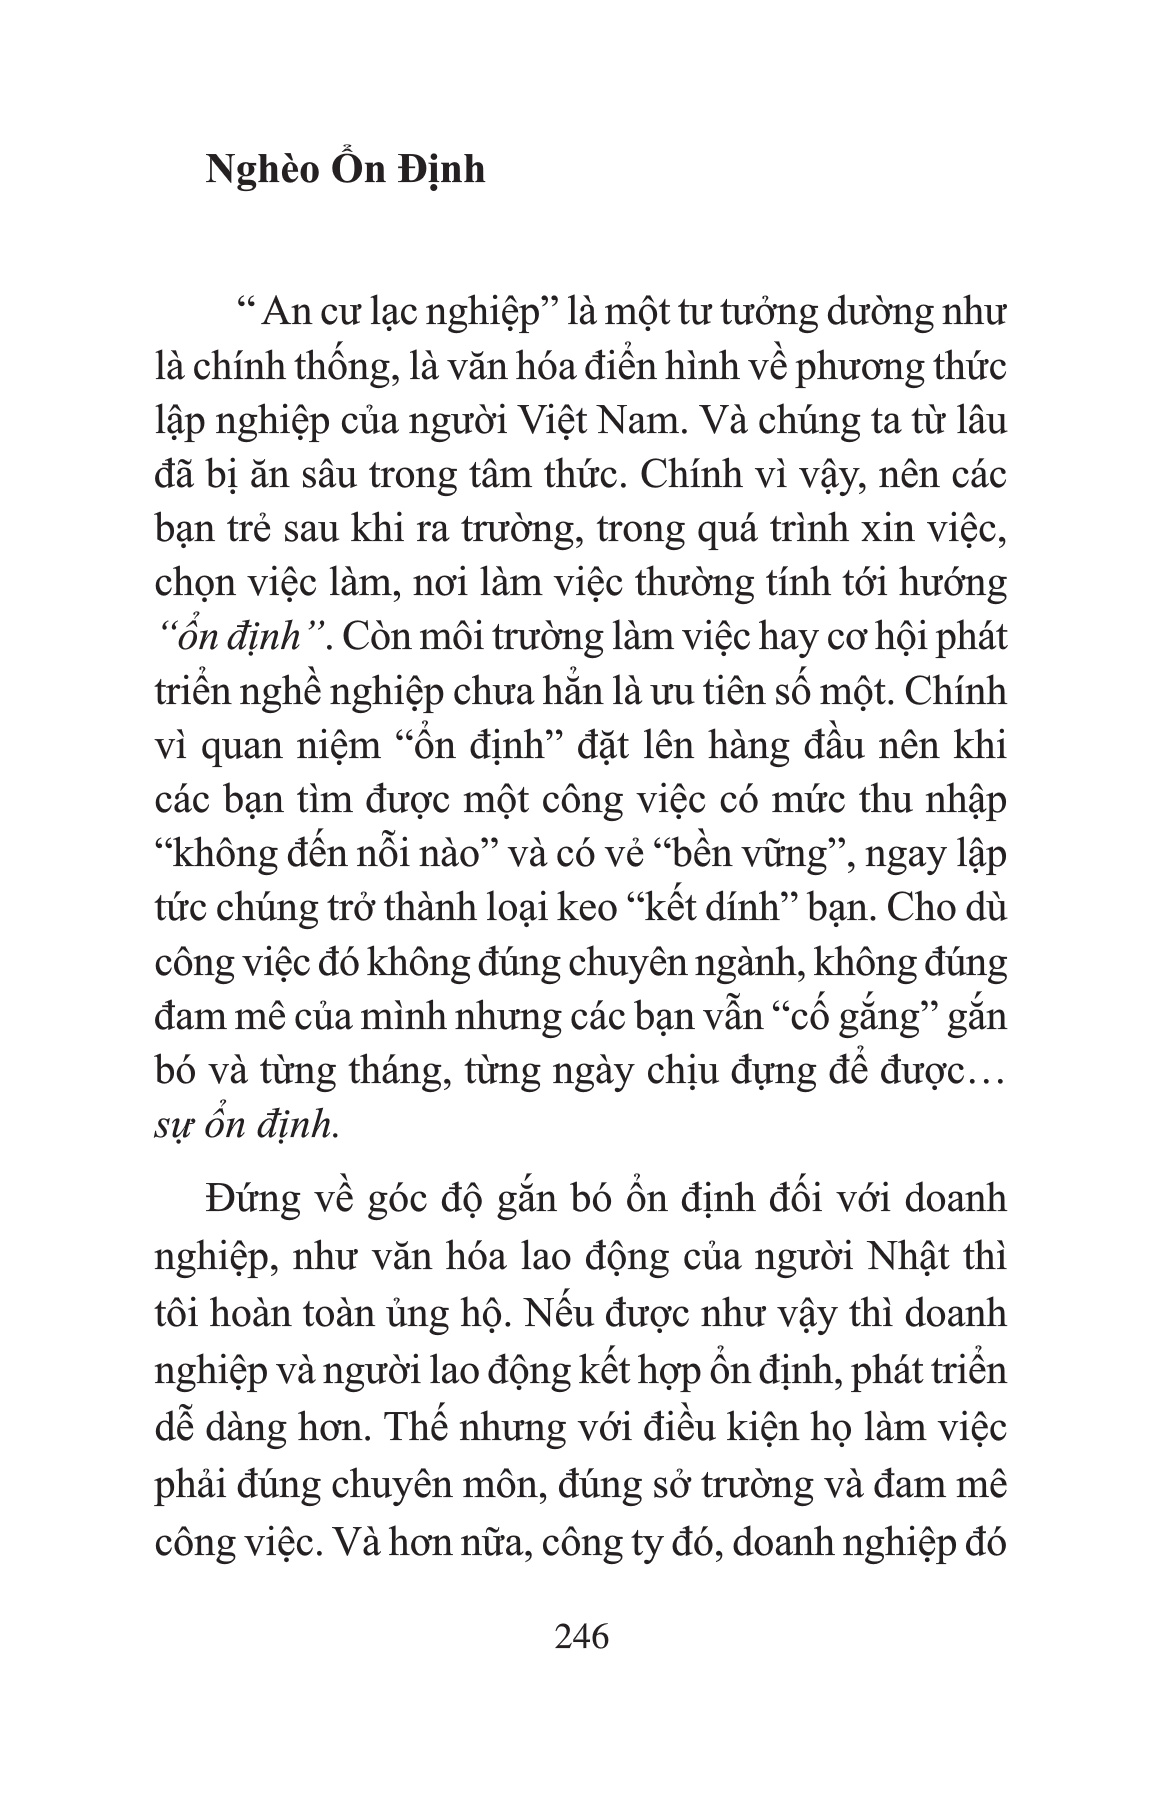 Nghèo Ổn Định
“ An cư lạc nghiệp” là một tư tưởng dường như
là chính thống, là văn hóa điển hình về phương thức
lập nghiệp của người Việt Nam. Và chúng ta từ lâu
đã bị ăn sâu trong tâm thức. Chính vì vậy, nên các
bạn trẻ sau khi ra trường, trong quá trình xin việc,
chọn việc làm, nơi làm việc thường tính tới hướng
“ổn định”. Còn môi trường làm việc hay cơ hội phát
triển nghề nghiệp chưa hẳn là ưu tiên số một. Chính
vì quan niệm “ổn định” đặt lên hàng đầu nên khi
các bạn tìm được một công việc có mức thu nhập
“không đến nỗi nào” và có vẻ “bền vững”, ngay lập
tức chúng trở thành loại keo “kết dính” bạn. Cho dù
công việc đó không đúng chuyên ngành, không đúng
đam mê của mình nhưng các bạn vẫn “cố gắng” gắn
bó và từng tháng, từng ngày chịu đựng để được…
sự ổn định.
Đứng về góc độ gắn bó ổn định đối với doanh
nghiệp, như văn hóa lao động của người Nhật thì
tôi hoàn toàn ủng hộ. Nếu được như vậy thì doanh
nghiệp và người lao động kết hợp ổn định, phát triển
dễ dàng hơn. Thế nhưng với điều kiện họ làm việc
phải đúng chuyên môn, đúng sở trường và đam mê
công việc. Và hơn nữa, công ty đó, doanh nghiệp đó
246